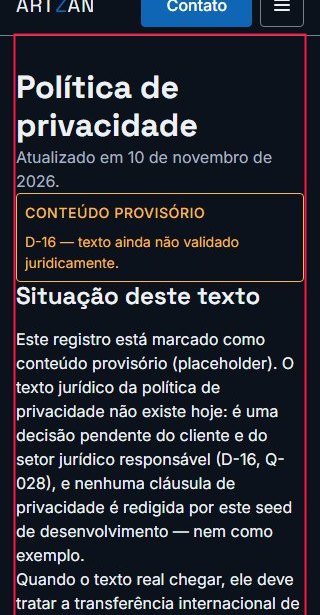 ARTZAN
Contato
Política de
privacidade
Atualizado em 10 de novembro de
2026.
CONTEÚDO PROVISÓRIO
D-16 — texto ainda não validado
juridicamente.
Situação deste texto
Este registro está marcado como
conteúdo provisório (placeholder). O
texto jurídico da política de
privacidade não existe hoje: é uma
decisão pendente do cliente e do
setor jurídico responsável (D-16, Q-
028), e nenhuma cláusula de
privacidade é redigida por este seed
de desenvolvimento — nem como
exemplo.
Quando o texto real chegar, ele deve
tratar a transferência internacional de